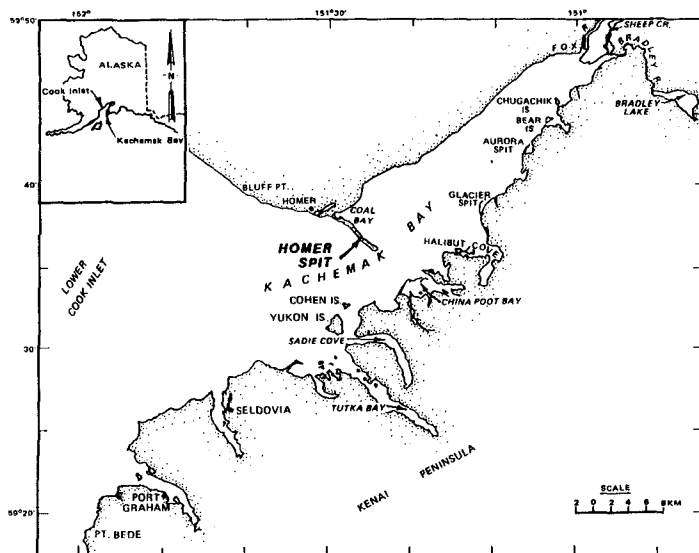 152°
151°30'
151°
59°50'
ALASKA
N
Cook Inlet
Kachemak Bay
FOX R.
SHEEP CR.
BRADLEY R.
BRADLEY LAKE
CHUGACHIK IS
BEAR IS
AURORA SPIT
40'
BLUFF PT.
HOMER
COAL BAY
GLACIER SPIT
HALIBUT COVE
HOMER SPIT
KACHEMAK BAY
LOWER COOK INLET
COHEN IS.
YUKON IS.
CHINA POOT BAY
SADIE COVE
30'
SELDOVIA
TUTKA BAY
KENAI PENINSULA
PORT GRAHAM
59°20'
PT. BEDE
SCALE
2 0 2 4 6 8KM